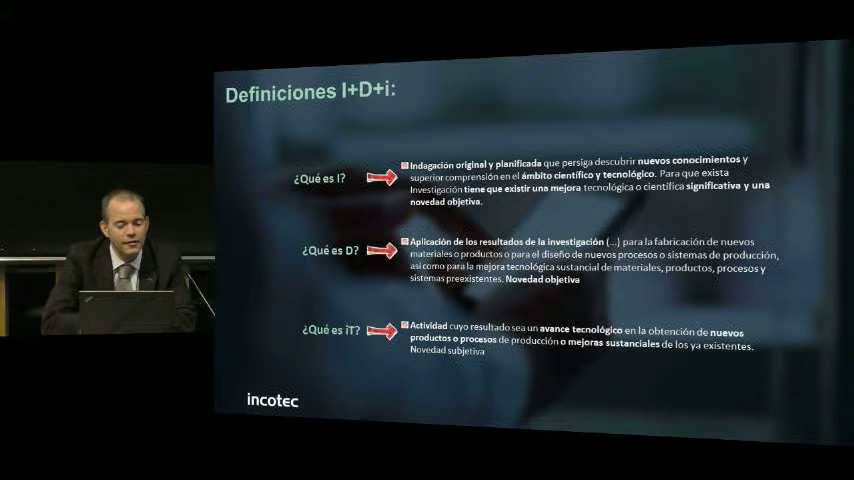 Definiciones I+D+i:
¿Qué es I?
Indagación original y planificada que persiga descubrir nuevos conocimientos y
superior comprensión en el ámbito científico y tecnológico. Para que exista
Investigación tiene que existir una mejora tecnológica o científica significativa y una
novedad objetiva.
¿Qué es D?
Aplicación de los resultados de la investigación (...) para la fabricación de nuevos
materiales o productos o para el diseño de nuevos procesos o sistemas de producción,
así como para la mejora tecnológica sustancial de materiales, productos, procesos y
sistemas preexistentes. Novedad objetiva
¿Qué es iT?
Actividad cuyo resultado sea un avance tecnológico en la obtención de nuevos
productos o procesos de producción o mejoras sustanciales de los ya existentes.
Novedad subjetiva
incotec